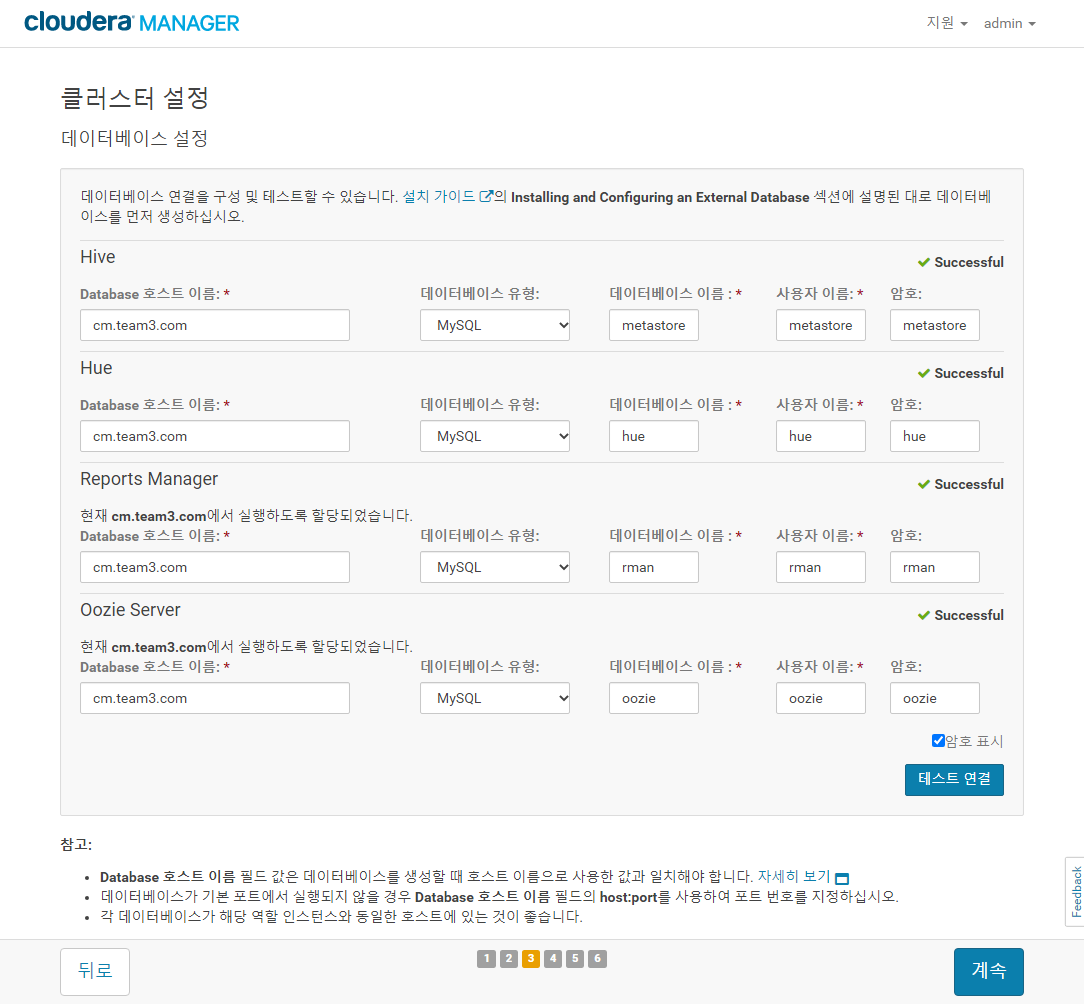 cloudera MANAGER
지원 admin
클러스터 설정
데이터베이스 설정
데이터베이스 연결을 구성 및 테스트할 수 있습니다. 설치 가이드의 Installing and Configuring an External Database 섹션에 설명된 대로 데이터베
이스를 먼저 생성하십시오.
Hive
Successful
Database 호스트 이름: * 데이터베이스 유형: 데이터베이스 이름 : * 사용자 이름: * 암호:
cm.team3.com MySQL metastore metastore metastore
Hue
Successful
Database 호스트 이름: * 데이터베이스 유형: 데이터베이스 이름 : * 사용자 이름: * 암호:
cm.team3.com MySQL hue hue hue
Reports Manager
Successful
현재 cm.team3.com에서 실행하도록 할당되었습니다.
Database 호스트 이름: * 데이터베이스 유형: 데이터베이스 이름 : * 사용자 이름: * 암호:
cm.team3.com MySQL rman rman rman
Oozie Server
Successful
현재 cm.team3.com에서 실행하도록 할당되었습니다.
Database 호스트 이름: * 데이터베이스 유형: 데이터베이스 이름 : * 사용자 이름: * 암호:
cm.team3.com MySQL oozie oozie oozie
암호 표시
테스트 연결
참고:
• Database 호스트 이름 필드 값은 데이터베이스를 생성할 때 호스트 이름으로 사용한 값과 일치해야 합니다. 자세히 보기
• 데이터베이스가 기본 포트에서 실행되지 않을 경우 Database 호스트 이름 필드의 host:port를 사용하여 포트 번호를 지정하십시오.
• 각 데이터베이스가 해당 역할 인스턴스와 동일한 호스트에 있는 것이 좋습니다.
Feedback
뒤로 1 2 3 4 5 6 계속